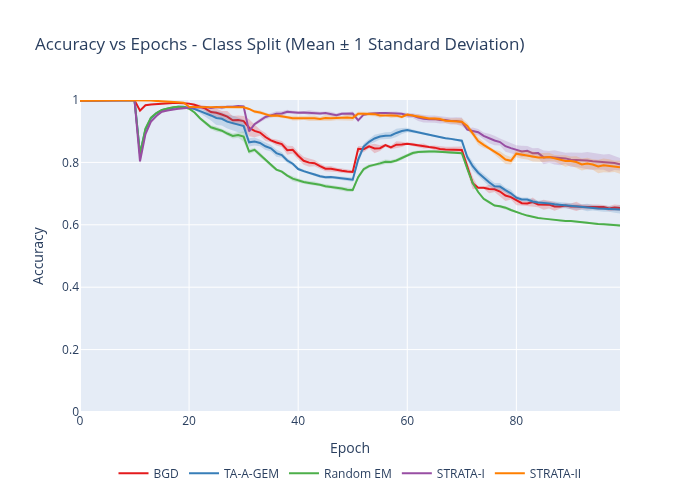 Accuracy vs Epochs - Class Split (Mean ± 1 Standard Deviation)
1
0.8
0.6
0.4
0.2
0
Accuracy
0 20 40 60 80
Epoch
BGD TA-A-GEM Random EM STRATA-I STRATA-II